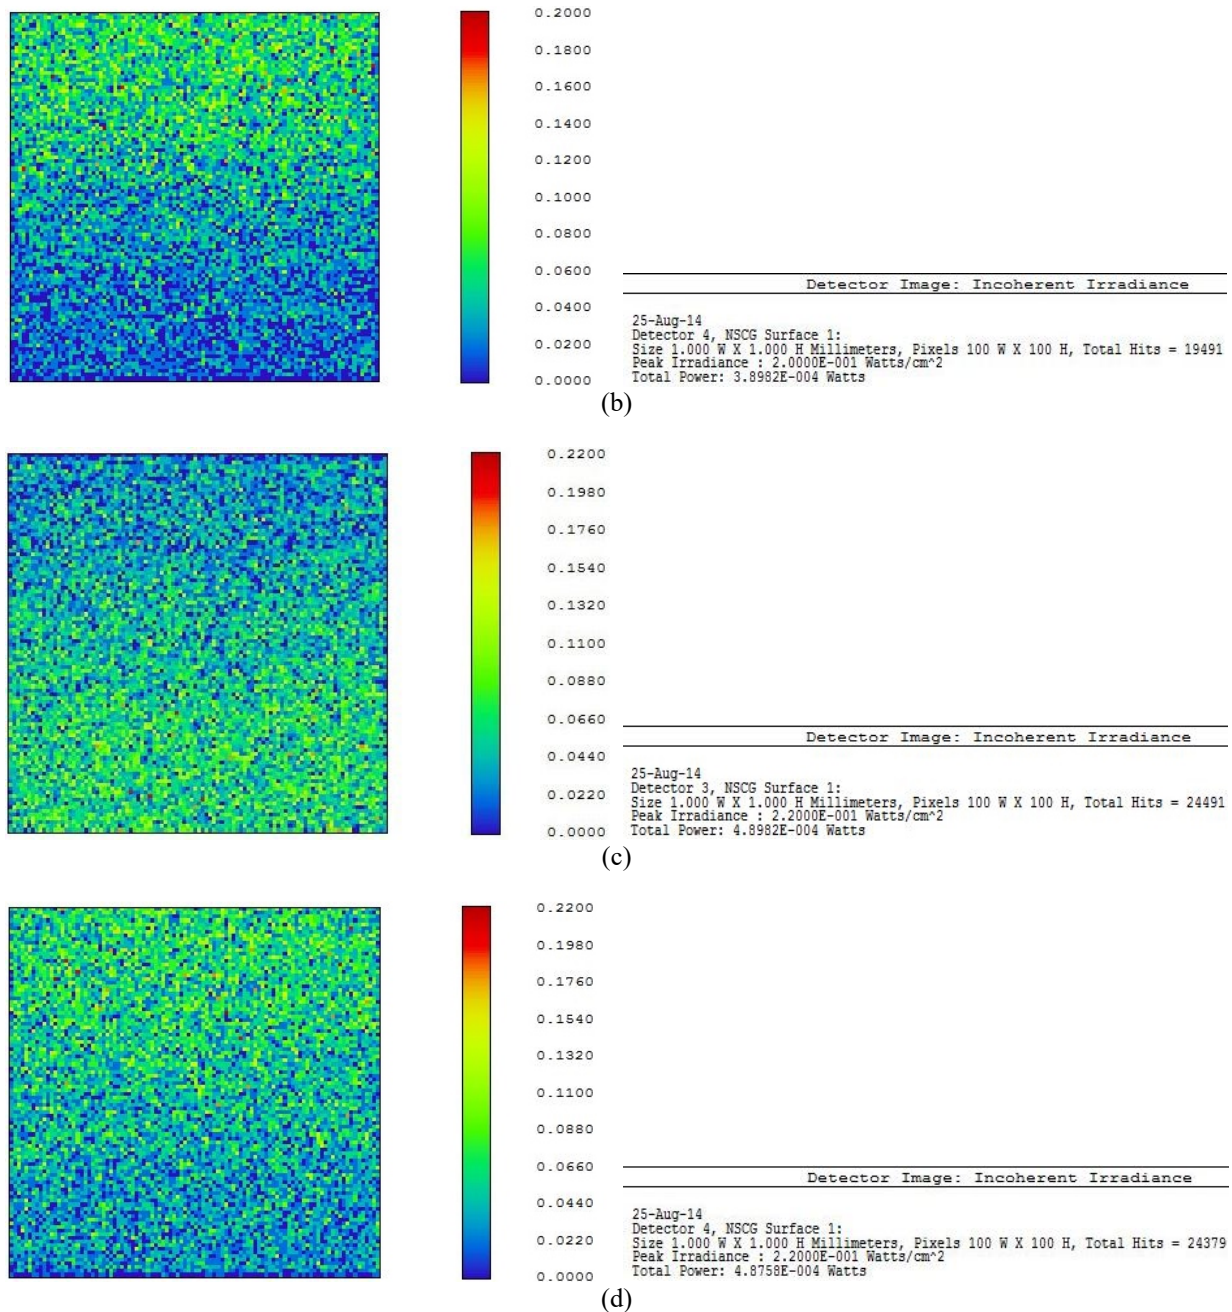 0.2000
0.1800
0.1600
0.1400
0.1200
0.1000
0.0800
0.0600
0.0400
0.0200
0.0000
Detector Image: Incoherent Irradiance
25-Aug-14
Detector 4, NSCG Surface 1:
Size 1.000 W X 1.000 H Millimeters, Pixels 100 W X 100 H, Total Hits = 19491
Peak Irradiance : 2.0000E-001 Watts/cm^2
Total Power: 3.8982E-004 Watts
(b)
0.2200
0.1980
0.1760
0.1540
0.1320
0.1100
0.0880
0.0660
0.0440
0.0220
0.0000
Detector Image: Incoherent Irradiance
25-Aug-14
Detector 3, NSCG Surface 1:
Size 1.000 W X 1.000 H Millimeters, Pixels 100 W X 100 H, Total Hits = 24491
Peak Irradiance : 2.2000E-001 Watts/cm^2
Total Power: 4.8982E-004 Watts
(c)
0.2200
0.1980
0.1760
0.1540
0.1320
0.1100
0.0880
0.0660
0.0440
0.0220
0.0000
Detector Image: Incoherent Irradiance
25-Aug-14
Detector 4, NSCG Surface 1:
Size 1.000 W X 1.000 H Millimeters, Pixels 100 W X 100 H, Total Hits = 24379
Peak Irradiance : 2.2000E-001 Watts/cm^2
Total Power: 4.8758E-004 Watts
(d)